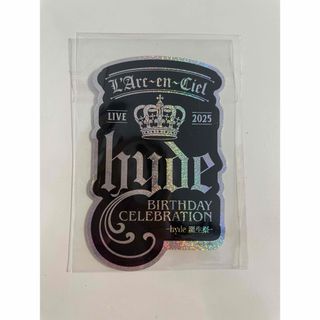 L'Arc~en~Ciel
LIVE 2025
hyde
BIRTHDAY
CELEBRATION
-hyde 誕生祭-